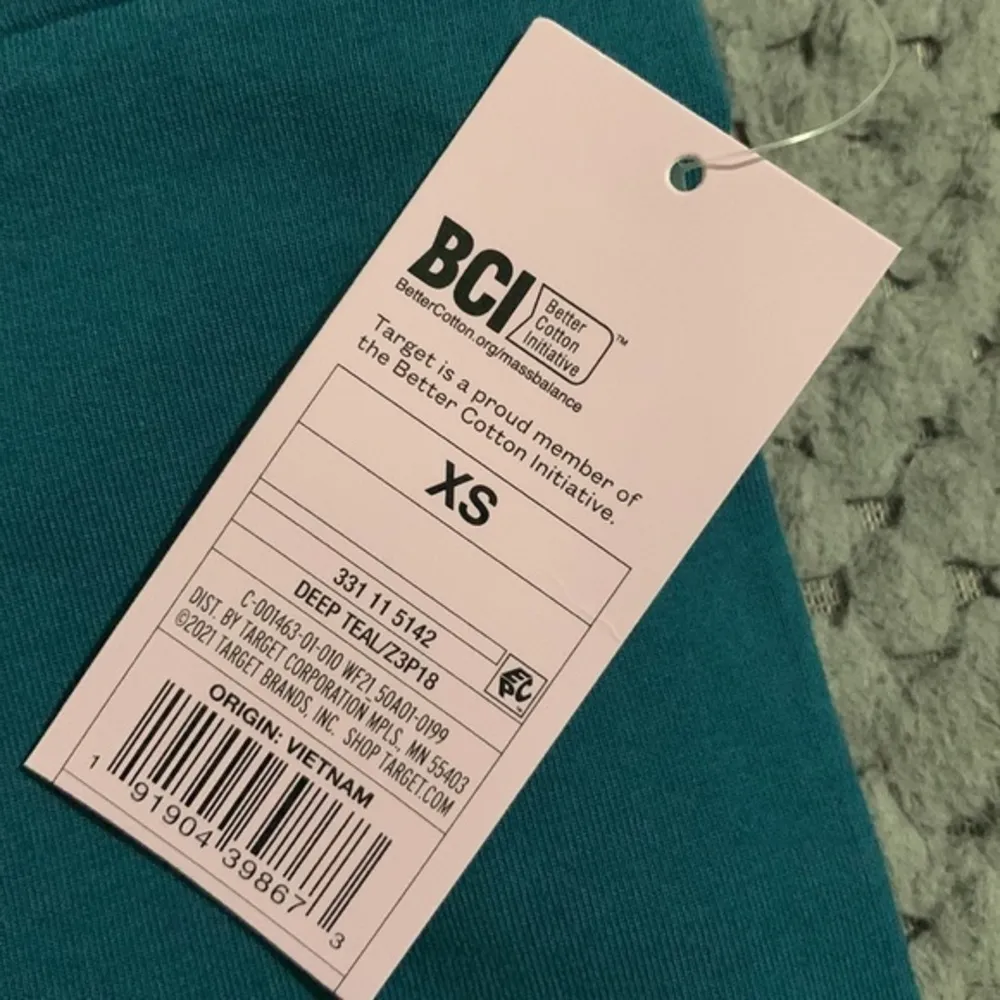 BCI
Better
Cotton
Initiative™
BetterCotton.org/massbalance
Target is a proud member of
the Better Cotton Initiative.
XS
331 11 5142
DEEP TEAL/Z3P18
EPC™
C-001463-01-010 WF21 50A01-0199
DIST. BY TARGET CORPORATION MPLS., MN 55403
©2021 TARGET BRANDS, INC. SHOP TARGET.COM
ORIGIN: VIETNAM
1 91904 39867 3